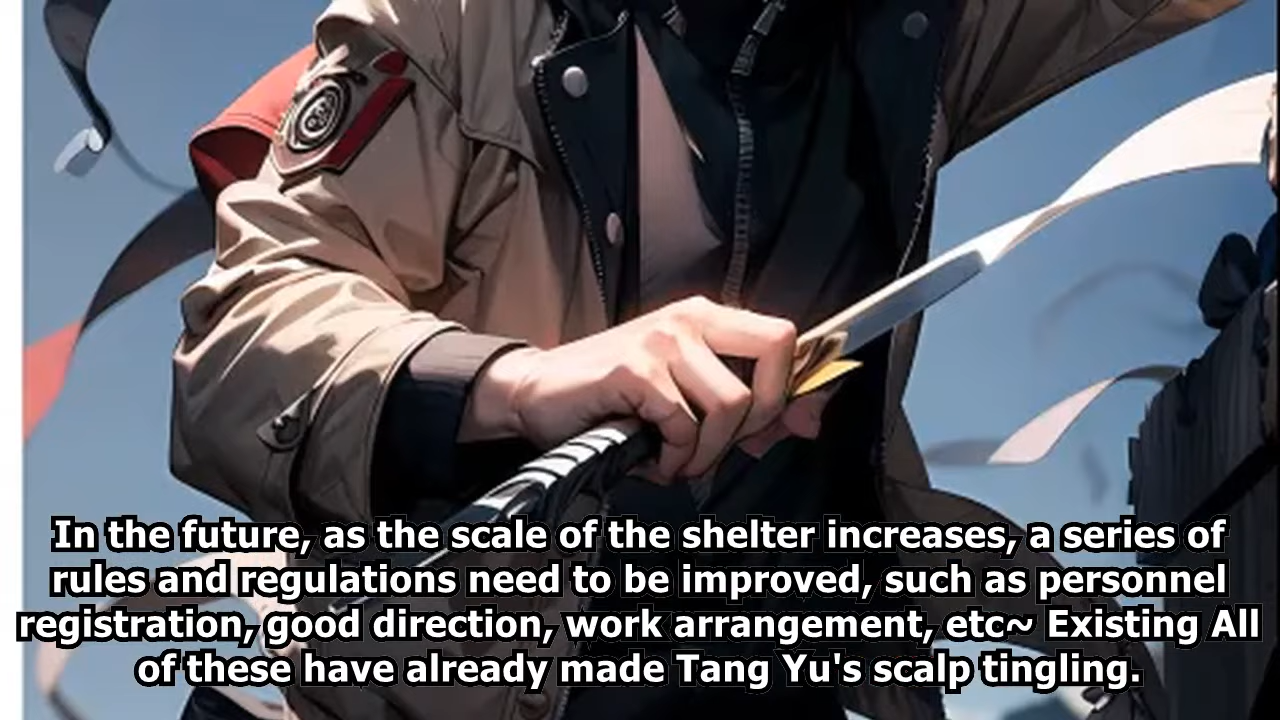 In the future, as the scale of the shelter increases, a series of
rules and regulations need to be improved, such as personnel
registration, good direction, work arrangement, etc~ Existing All
of these have already made Tang Yu's scalp tingling.